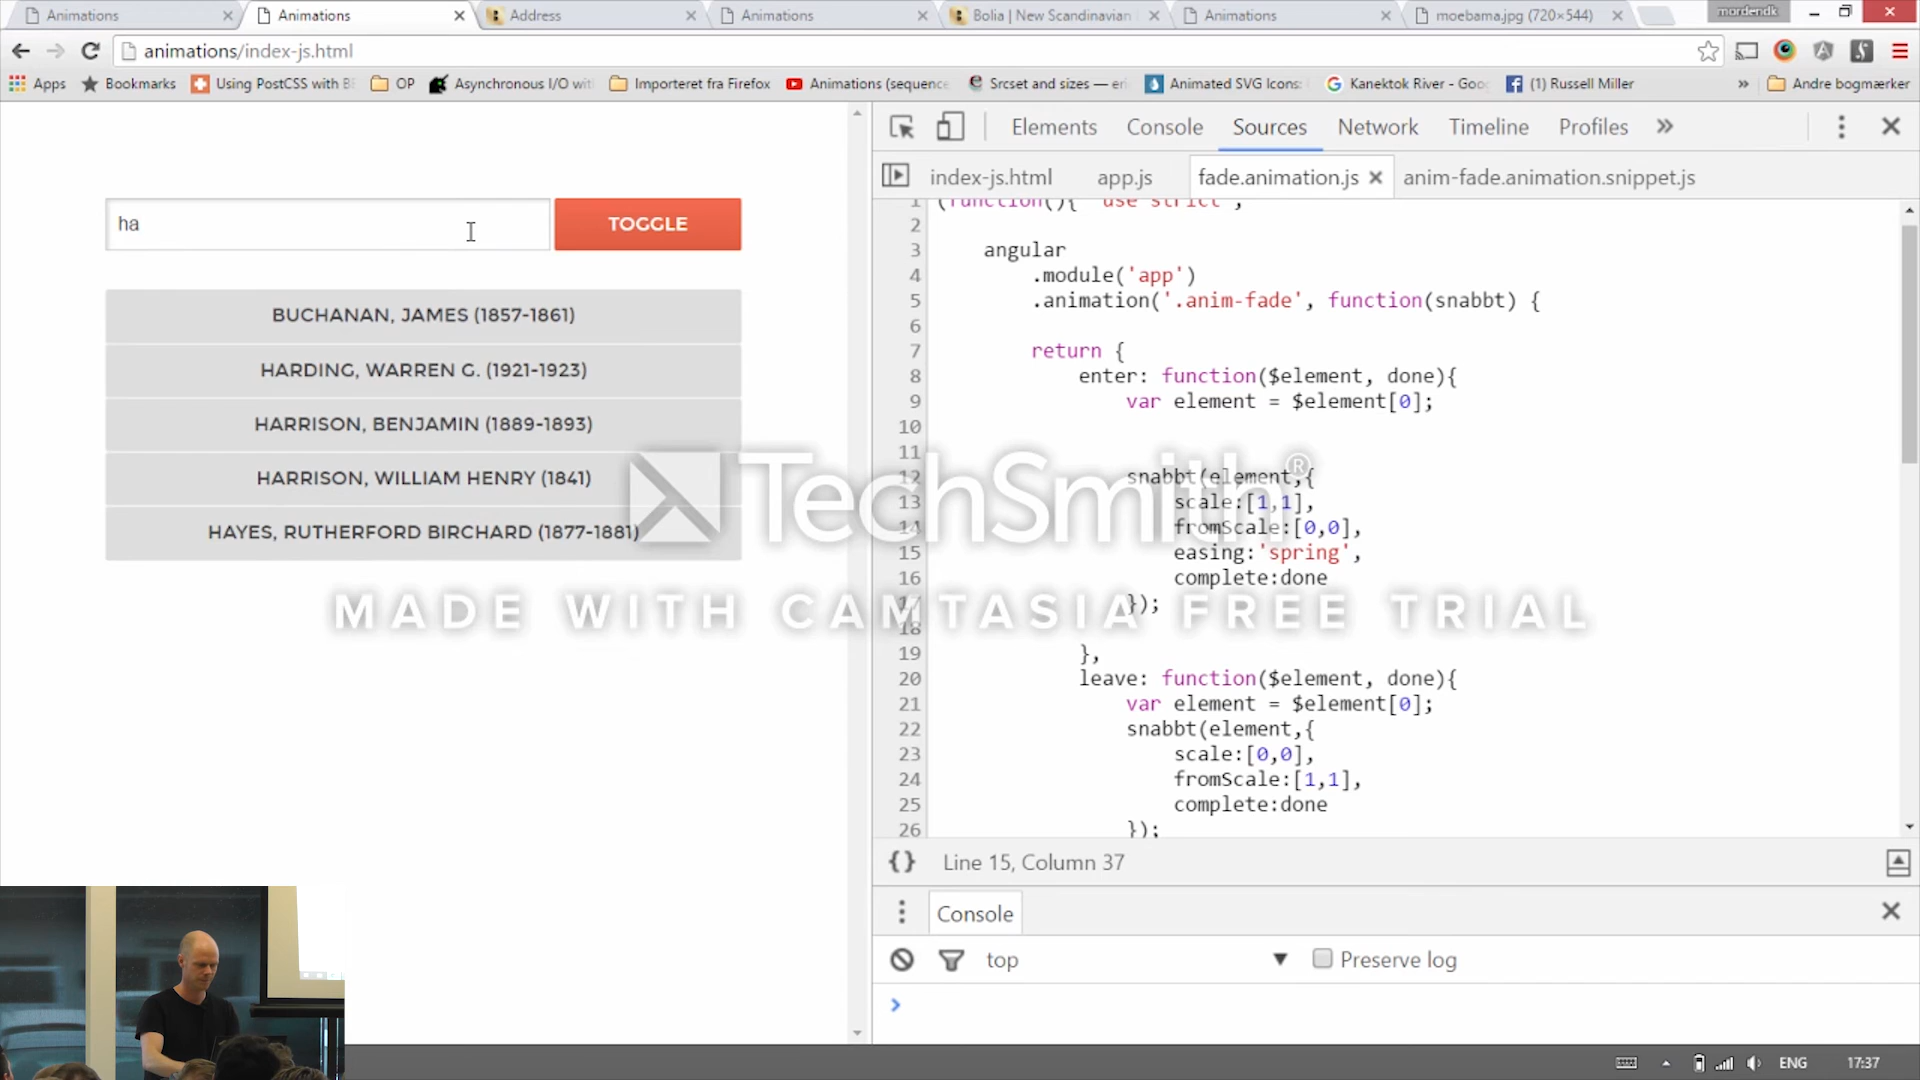 Animations
Animations
Address
Animations
Bolia | New Scandinavian
Animations
moebama.jpg (720×544)
mordendk
animations/index-js.html
Apps
Bookmarks
Using PostCSS with BE
OP
Asynchronous I/O wit
Importeret fra Firefox
Animations (sequence
Srcset and sizes — eri
Animated SVG Icons:
Kanektok River - Goo
(1) Russell Miller
»
Andre bogmærker
ha
TOGGLE
BUCHANAN, JAMES (1857-1861)
HARDING, WARREN G. (1921-1923)
HARRISON, BENJAMIN (1889-1893)
HARRISON, WILLIAM HENRY (1841)
HAYES, RUTHERFORD BIRCHARD (1877-1881)
Elements Console Sources Network Timeline Profiles »
index-js.html app.js fade.animation.js anim-fade.animation.snippet.js
1 (function(){ 'use strict';
2
3 angular
4 .module('app')
5 .animation('.anim-fade', function(snabbt) {
6
7 return {
8 enter: function($element, done){
9 var element = $element[0];
10
11
12 snabbt(element,{
13 scale:[1,1],
14 fromScale:[0,0],
15 easing:'spring',
16 complete:done
17 });
18
19 },
20 leave: function($element, done){
21 var element = $element[0];
22 snabbt(element,{
23 scale:[0,0],
24 fromScale:[1,1],
25 complete:done
26 });
TechSmith®
MADE WITH CAMTASIA FREE TRIAL
{} Line 15, Column 37
Console
top Preserve log
>
ENG 17:37